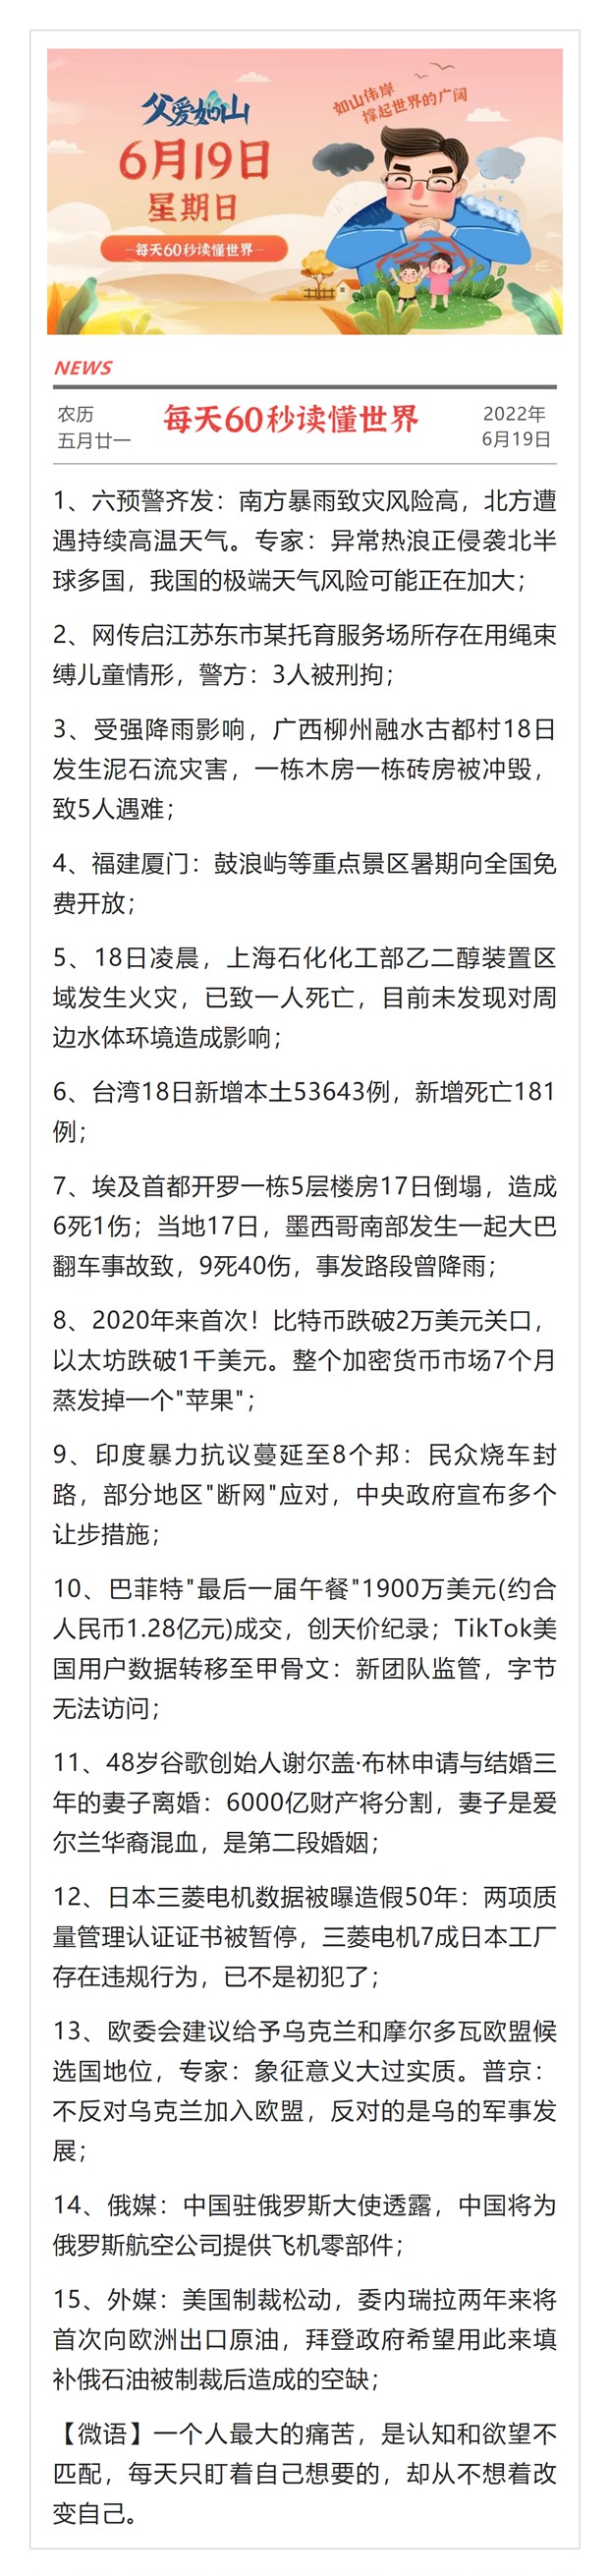 父爱如山
如山伟岸
撑起世界的广阔
6月19日
星期日
—每天60秒读懂世界—
NEWS
农历
五月廿一
每天60秒读懂世界
2022年
6月19日
1、六预警齐发：南方暴雨致灾风险高，北方遭
遇持续高温天气。专家：异常热浪正侵袭北半
球多国，我国的极端天气风险可能正在加大；
2、网传启江苏东市某托育服务场所存在用绳束
缚儿童情形，警方：3人被刑拘；
3、受强降雨影响，广西柳州融水古都村18日
发生泥石流灾害，一栋木房一栋砖房被冲毁，
致5人遇难；
4、福建厦门：鼓浪屿等重点景区暑期向全国免
费开放；
5、18日凌晨，上海石化化工部乙二醇装置区
域发生火灾，已致一人死亡，目前未发现对周
边水体环境造成影响；
6、台湾18日新增本土53643例，新增死亡181
例；
7、埃及首都开罗一栋5层楼房17日倒塌，造成
6死1伤；当地17日，墨西哥南部发生一起大巴
翻车事故致，9死40伤，事发路段曾降雨；
8、2020年来首次！比特币跌破2万美元关口，
以太坊跌破1千美元。整个加密货币市场7个月
蒸发掉一个"苹果"；
9、印度暴力抗议蔓延至8个邦：民众烧车封
路，部分地区"断网"应对，中央政府宣布多个
让步措施；
10、巴菲特"最后一届午餐"1900万美元(约合
人民币1.28亿元)成交，创天价纪录；TikTok美
国用户数据转移至甲骨文：新团队监管，字节
无法访问；
11、48岁谷歌创始人谢尔盖·布林申请与结婚三
年的妻子离婚：6000亿财产将分割，妻子是爱
尔兰华裔混血，是第二段婚姻；
12、日本三菱电机数据被曝造假50年：两项质
量管理认证证书被暂停，三菱电机7成日本工厂
存在违规行为，已不是初犯了；
13、欧委会建议给予乌克兰和摩尔多瓦欧盟候
选国地位，专家：象征意义大过实质。普京：
不反对乌克兰加入欧盟，反对的是乌的军事发
展；
14、俄媒：中国驻俄罗斯大使透露，中国将为
俄罗斯航空公司提供飞机零部件；
15、外媒：美国制裁松动，委内瑞拉两年来将
首次向欧洲出口原油，拜登政府希望用此来填
补俄石油被制裁后造成的空缺；
【微语】一个人最大的痛苦，是认知和欲望不
匹配，每天只盯着自己想要的，却从不想着改
变自己。